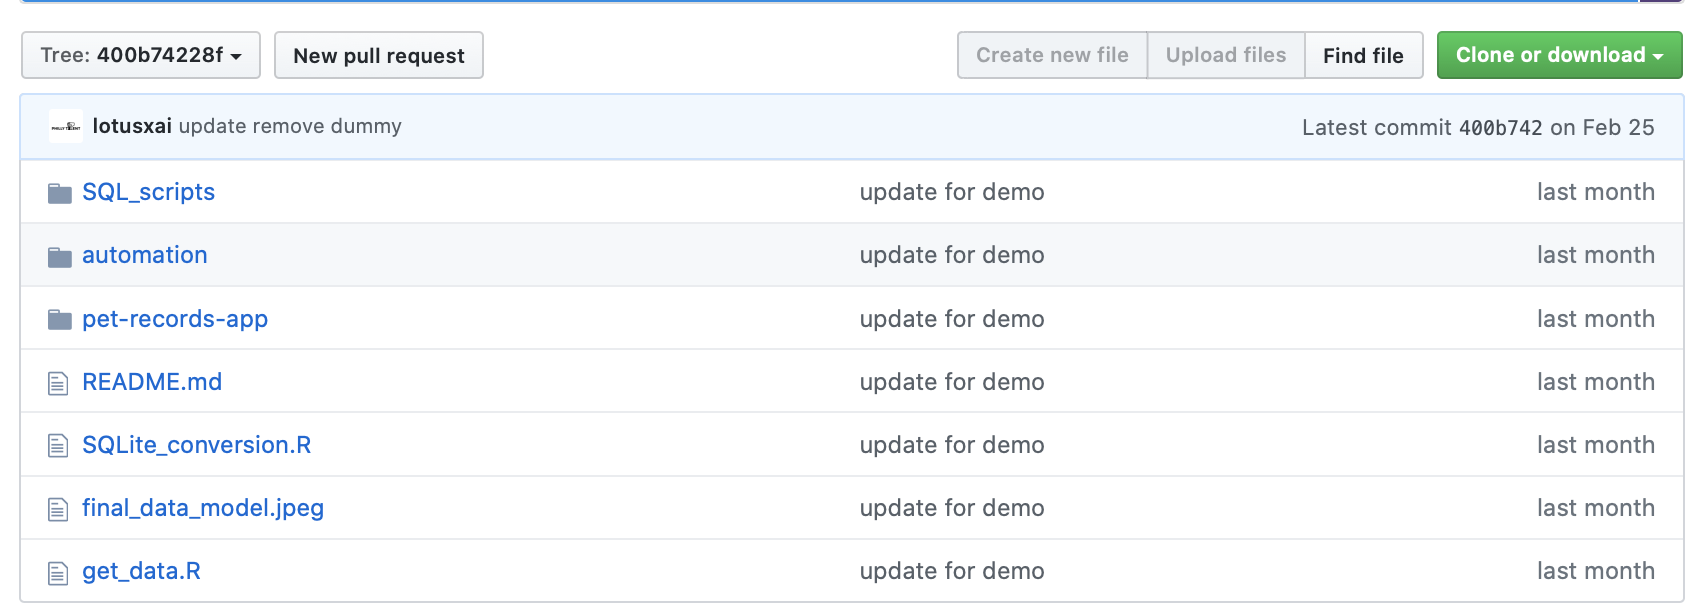 Tree: 400b74228f New pull request Create new file Upload files Find file Clone or download
lotusxai update remove dummy Latest commit 400b742 on Feb 25
SQL_scripts update for demo last month
automation update for demo last month
pet-records-app update for demo last month
README.md update for demo last month
SQLite_conversion.R update for demo last month
final_data_model.jpeg update for demo last month
get_data.R update for demo last month